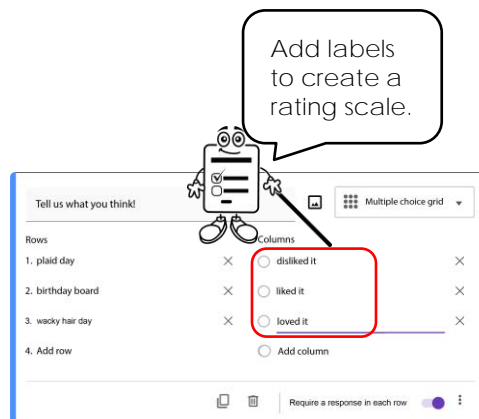 Add labels
to create a
rating scale.
Tell us what you think!
Multiple choice grid
Rows
Columns
1. plaid day
disliked it
2. birthday board
liked it
3. wacky hair day
loved it
4. Add row
Add column
Require a response in each row